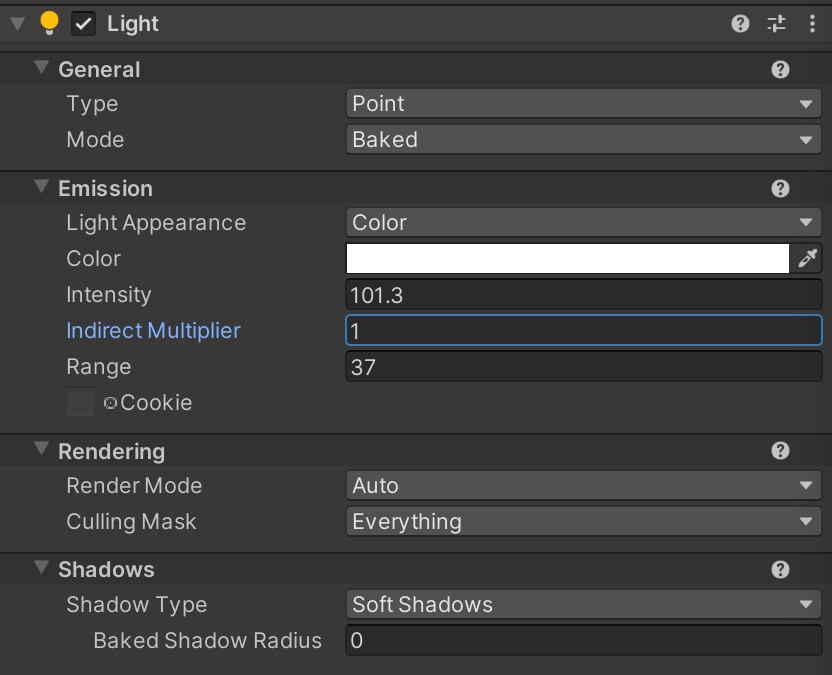 Light
General
Type Point
Mode Baked
Emission
Light Appearance Color
Color
Intensity 101.3
Indirect Multiplier 1
Range 37
Cookie
Rendering
Render Mode Auto
Culling Mask Everything
Shadows
Shadow Type Soft Shadows
Baked Shadow Radius 0